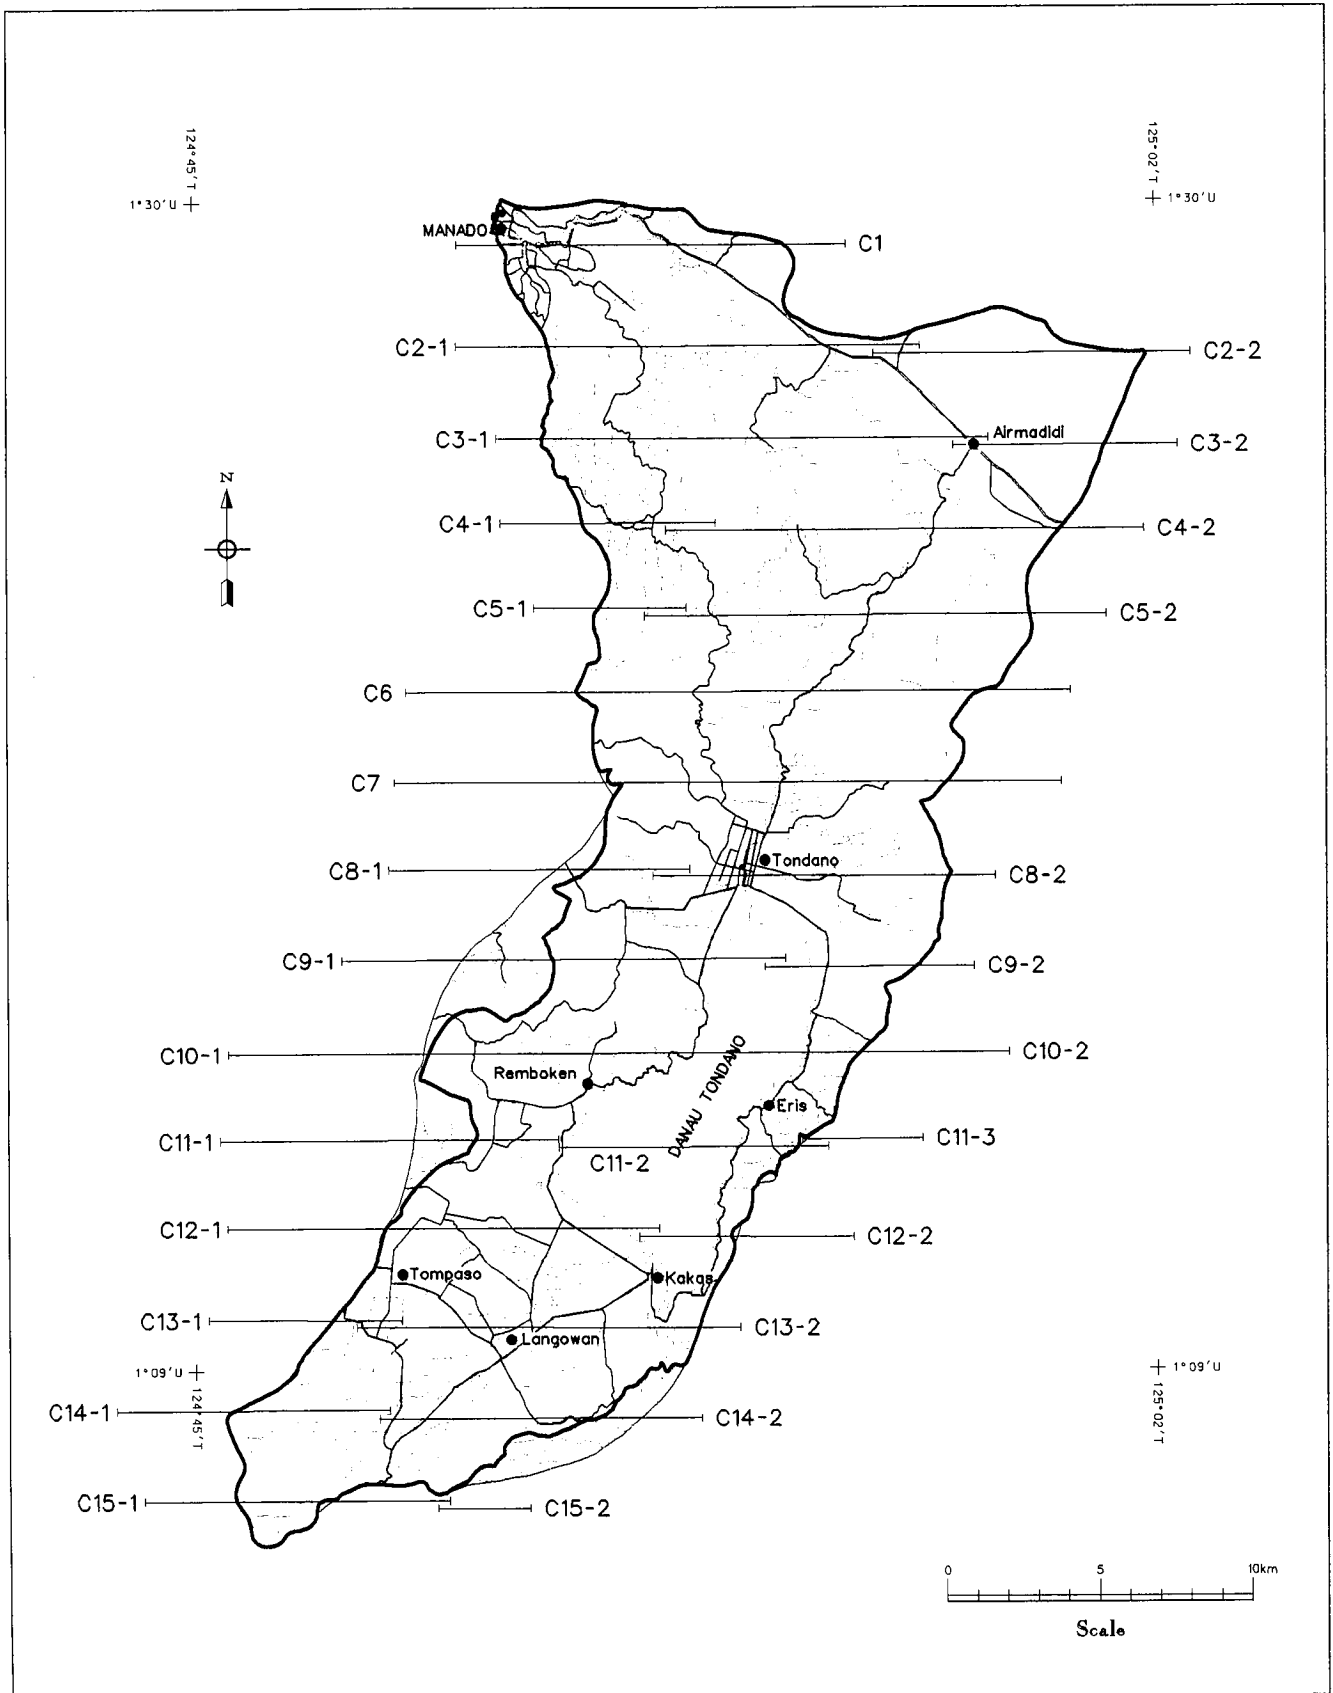 124°45'T
125°02'T
1°30'U
1°30'U
MANADO
C1
C2-1
C2-2
Airmadidi
C3-1
C3-2
N
C4-1
C4-2
C5-1
C5-2
C6
C7
Tondano
C8-1
C8-2
C9-1
C9-2
C10-1
C10-2
DANAU TONDANO
Remboken
Eris
C11-1
C11-2
C11-3
C12-1
C12-2
Tompaso
Kakas
C13-1
C13-2
Langowan
1°09'U
1°09'U
124°45'T
125°02'T
C14-1
C14-2
C15-1
C15-2
0 5 10km
Scale